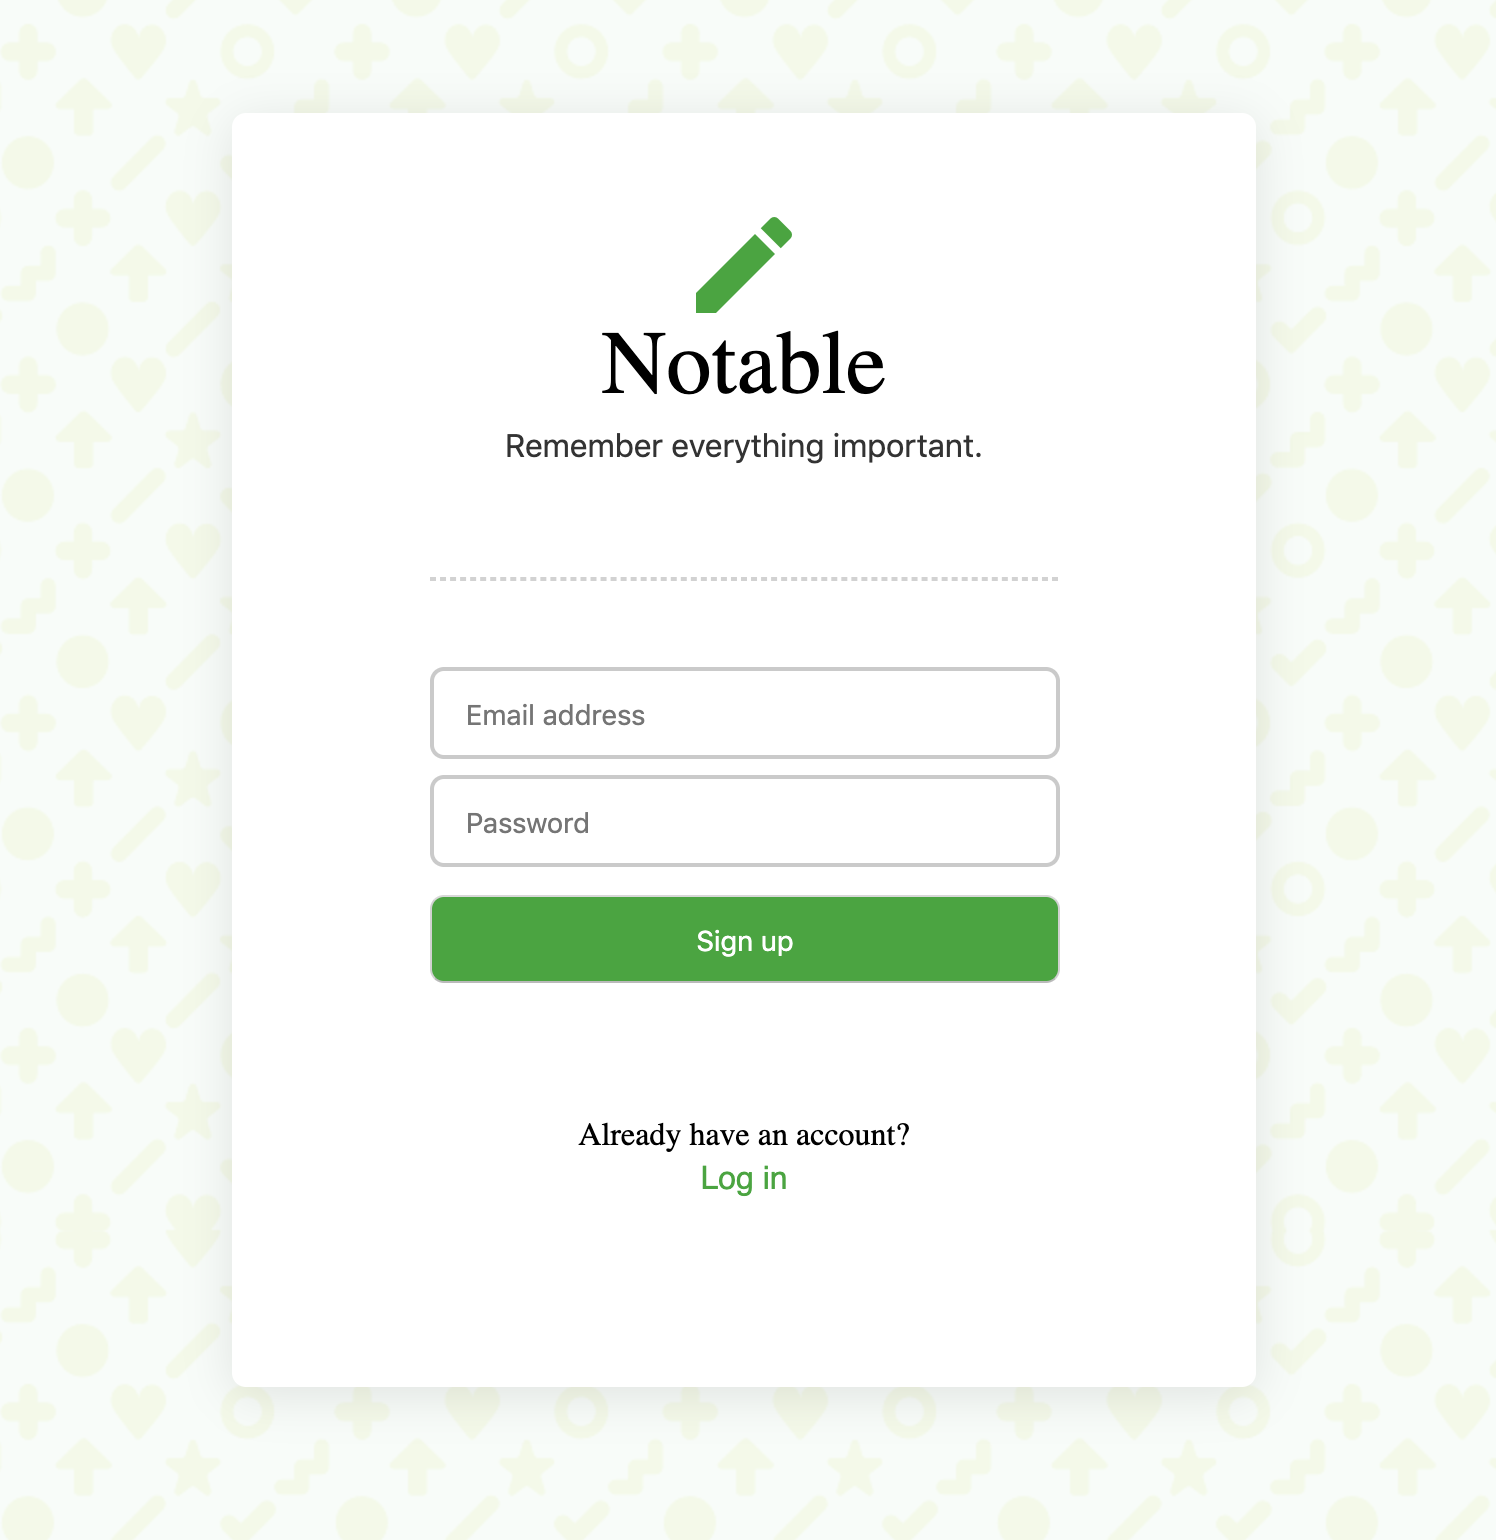 Notable
Remember everything important.
Email address
Password
Sign up
Already have an account?
Log in